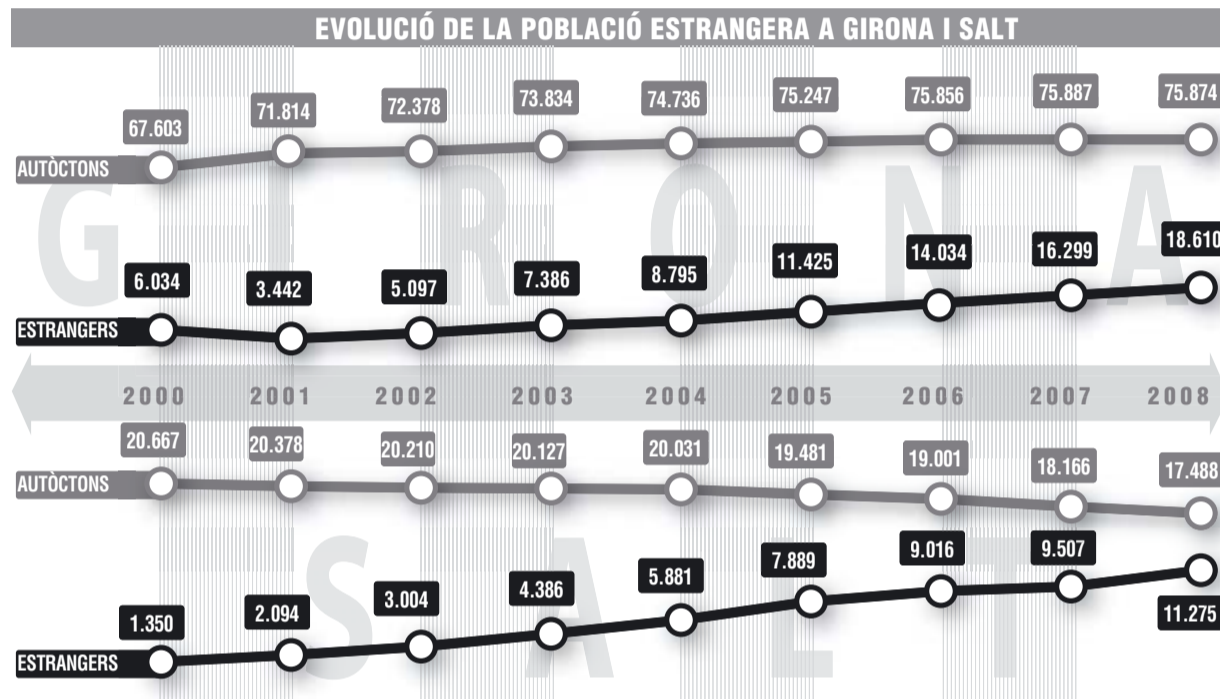 EVOLUCIÓ DE LA POBLACIÓ ESTRANGERA A GIRONA I SALT
67.603 71.814 72.378 73.834 74.736 75.247 75.856 75.887 75.874
AUTÒCTONS
GIRONA
6.034 3.442 5.097 7.386 8.795 11.425 14.034 16.299 18.610
ESTRANGERS
2000 2001 2002 2003 2004 2005 2006 2007 2008
20.667 20.378 20.210 20.127 20.031 19.481 19.001 18.166 17.488
AUTÒCTONS
SALT
1.350 2.094 3.004 4.386 5.881 7.889 9.016 9.507 11.275
ESTRANGERS